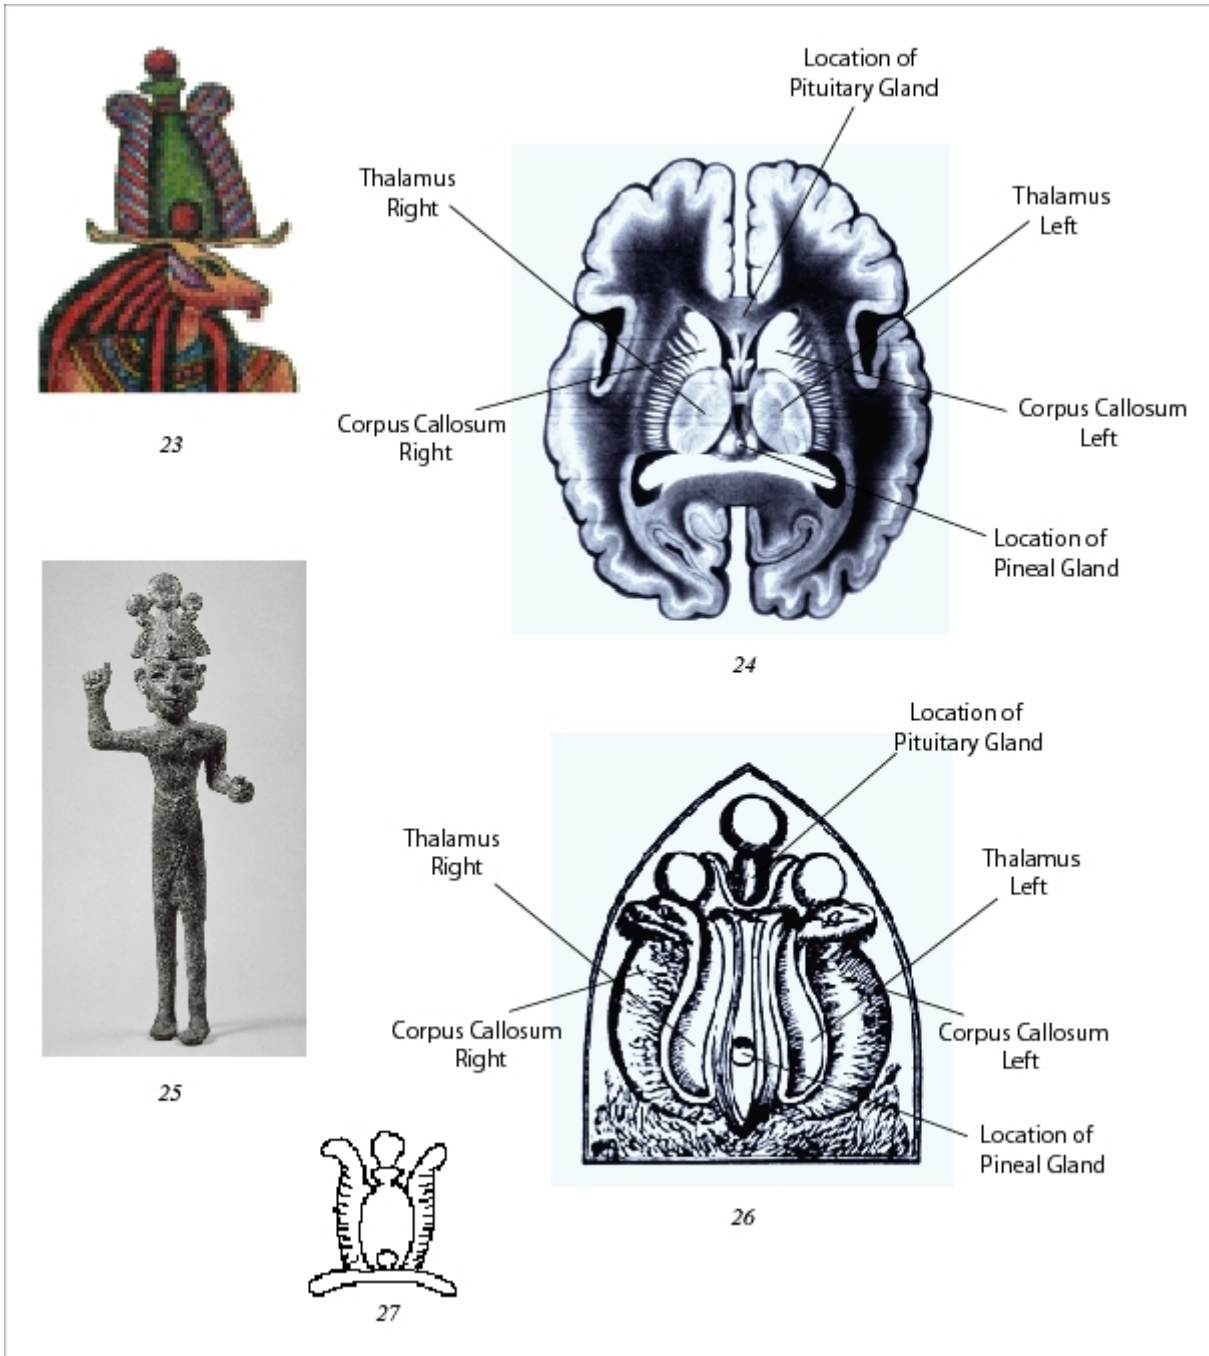 Location of
Pituitary Gland
Thalamus
Right
Thalamus
Left
Corpus Callosum
Right
Corpus Callosum
Left
23
Location of
Pineal Gland
24
Location of
Pituitary Gland
Thalamus
Right
Thalamus
Left
Corpus Callosum
Right
Corpus Callosum
Left
25
Location of
Pineal Gland
26
27